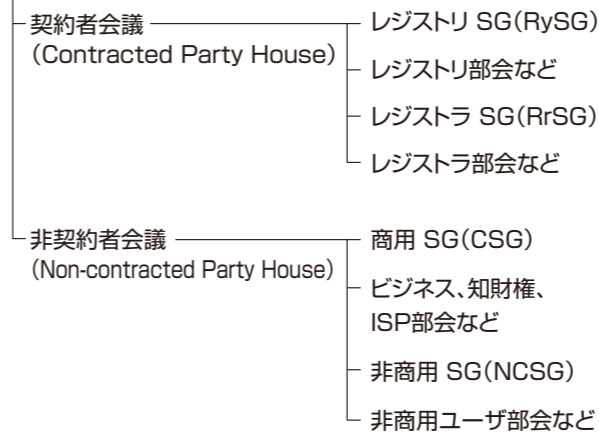 契約者会議
（Contracted Party House）
レジストリ SG（RySG）
レジストリ部会など
レジストラ SG（RrSG）
レジストラ部会など
非契約者会議
（Non-contracted Party House）
商用 SG（CSG）
ビジネス、知財権、
ISP部会など
非商用 SG（NCSG）
非商用ユーザ部会など